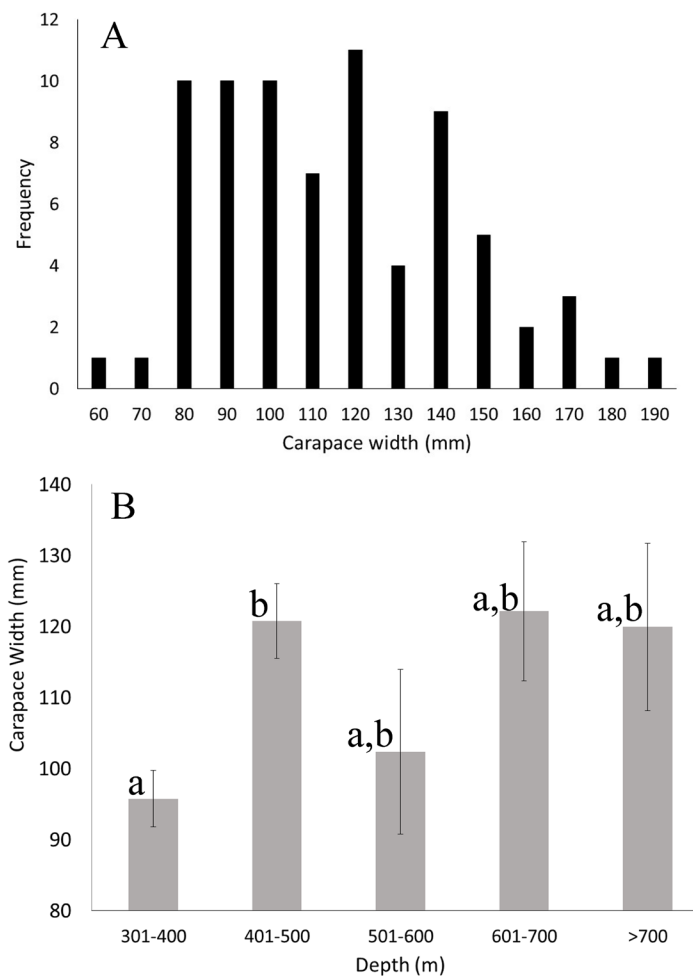 A
12
10
8
6
4
2
0
Frequency
60 70 80 90 100 110 120 130 140 150 160 170 180 190
Carapace width (mm)
B
140
130
120
110
100
90
80
Carapace Width (mm)
a
b
a,b
a,b
a,b
301-400 401-500 501-600 601-700 >700
Depth (m)